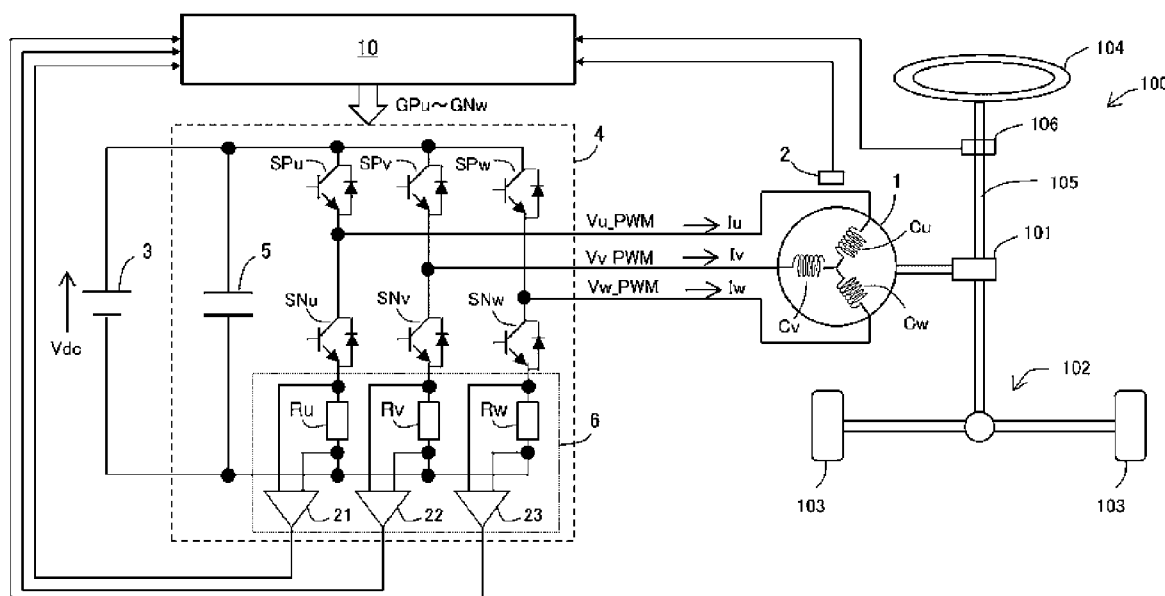 10
104
100
GPu～GNw
4
106
SPu
SPv
SPw
2
105
1
Vu_PWM
Iu
Cu
101
3
5
Vv_PWM
Iv
Vw_PWM
Iw
SNu
SNv
SNw
Cv
Cw
Vdc
102
Ru
Rv
Rw
6
103
103
21
22
23